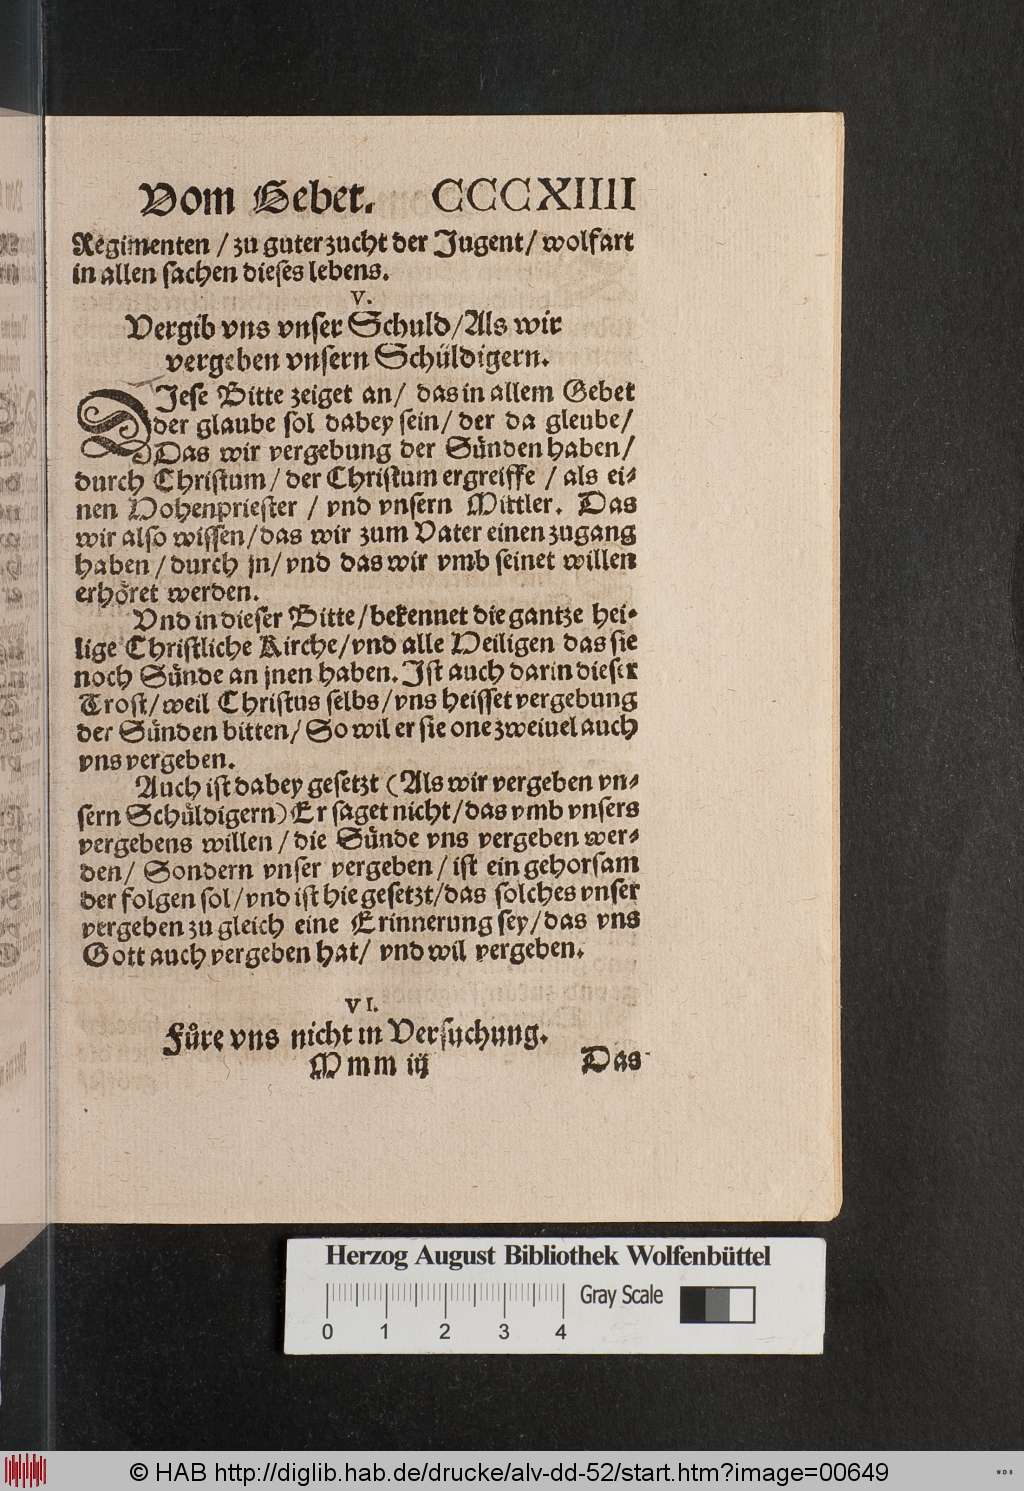 Vom Gebet. CCCXIIII
Regimenten / zu guter zucht der Jugent / wolfart
in allen sachen dieses lebens.
V.
Vergib vns vnser Schuld / Als wir
vergeben vnsern Schüldigern.
DIese Bitte zeiget an / das in allem Gebet
der glaube sol dabey sein / der da gleube /
Das wir vergebung der Sünden haben /
durch Christum / der Christum ergreiffe / als ei-
nen Hohenpriester / vnd vnsern Mittler. Das
wir also wissen / das wir zum Vater einen zugang
haben / durch jn / vnd das wir vmb seinet willen
erhöret werden.
Vnd in dieser Bitte / bekennet die gantze hei-
lige Christliche Kirche / vnd alle Heiligen das sie
noch Sünde an jnen haben. Ist auch darin dieser
Trost / weil Christus selbs / vns heisset vergebung
der Sünden bitten / So wil er sie one zweiuel auch
vns vergeben.
Auch ist dabey gesetzt (Als wir vergeben vn-
sern Schüldigern) Er saget nicht / das vmb vnsers
vergebens willen / die Sünde vns vergeben wer-
den / Sondern vnser vergeben / ist ein gehorsam
der folgen sol / vnd ist hie gesetzt / das solches vnser
vergeben zu gleich eine Erinnerung sey / das vns
Gott auch vergeben hat / vnd wil vergeben.
VI.
Füre vns nicht in Versuchung.
Mmm iij Das
Herzog August Bibliothek Wolfenbüttel
Gray Scale
0 1 2 3 4
© HAB http://diglib.hab.de/drucke/alv-dd-52/start.htm?image=00649